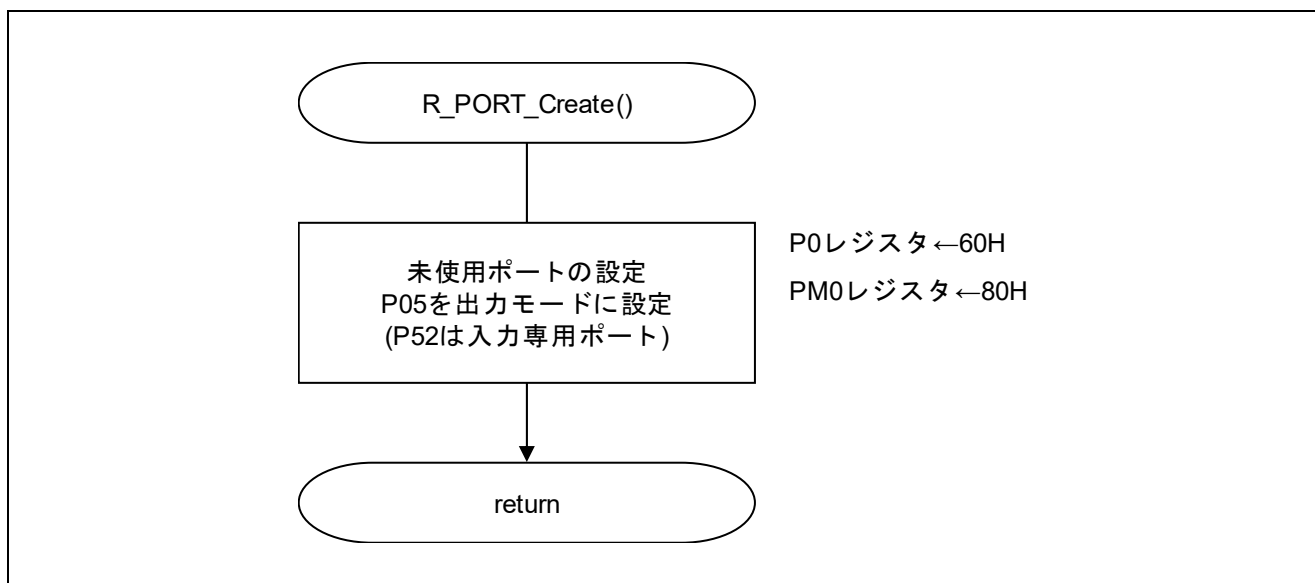 R_PORT_Create()
未使用ポートの設定
P05を出力モードに設定
(P52は入力専用ポート)
P0レジスタ←60H
PM0レジスタ←80H
return